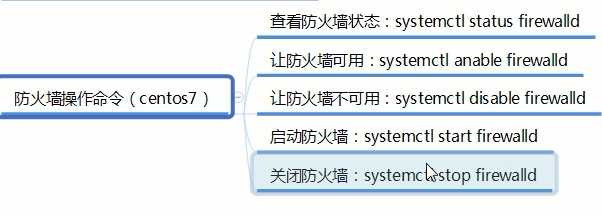 查看防火墙状态：systemctl status firewalld
让防火墙可用：systemctl anable firewalld
防火墙操作命令（centos7 ）
让防火墙不可用：systemctl disable firewalld
启动防火墙：systemctl start firewalld
关闭防火墙：systemctl stop firewalld